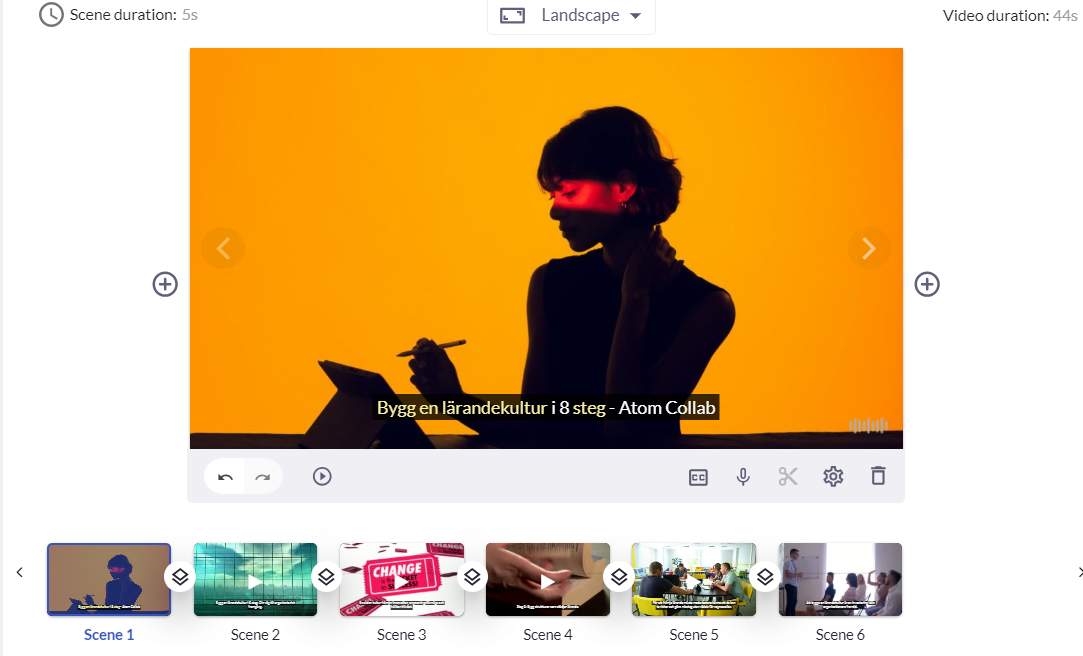 Scene duration: 5s
Landscape
Video duration: 44s
Bygg en lärandekultur i 8 steg - Atom Collab
CC
CHANGE
CHANGE
Scene 1
Scene 2
Scene 3
Scene 4
Scene 5
Scene 6